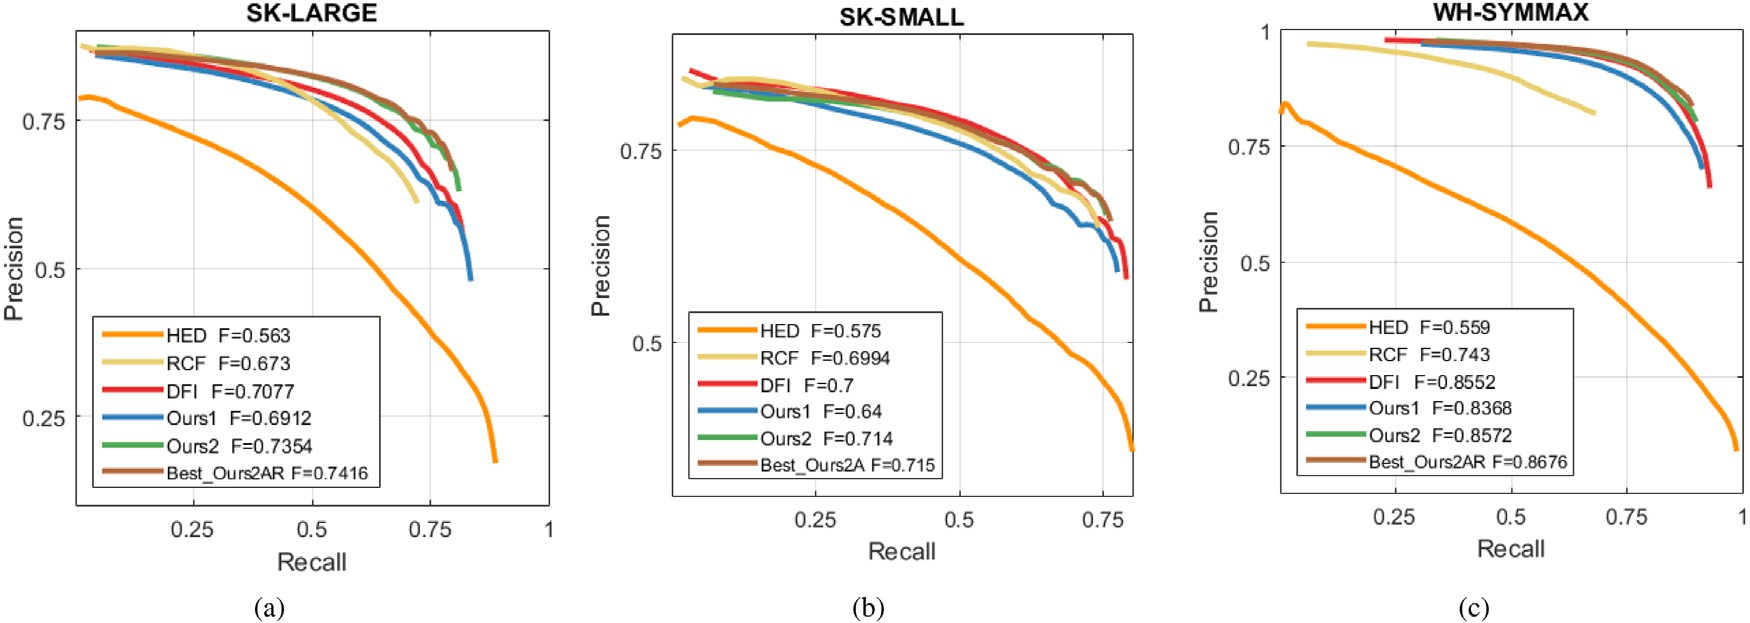 SK-LARGE
Precision
0.75
0.5
0.25
HED F=0.563
RCF F=0.673
DFI F=0.7077
Ours1 F=0.6912
Ours2 F=0.7354
Best_Ours2AR F=0.7416
0.25 0.5 0.75 1
Recall
(a)
SK-SMALL
Precision
0.75
0.5
HED F=0.575
RCF F=0.6994
DFI F=0.7
Ours1 F=0.64
Ours2 F=0.714
Best_Ours2A F=0.715
0.25 0.5 0.75
Recall
(b)
WH-SYMMAX
Precision
1
0.75
0.5
0.25
HED F=0.559
RCF F=0.743
DFI F=0.8552
Ours1 F=0.8368
Ours2 F=0.8572
Best_Ours2AR F=0.8676
0.25 0.5 0.75 1
Recall
(c)